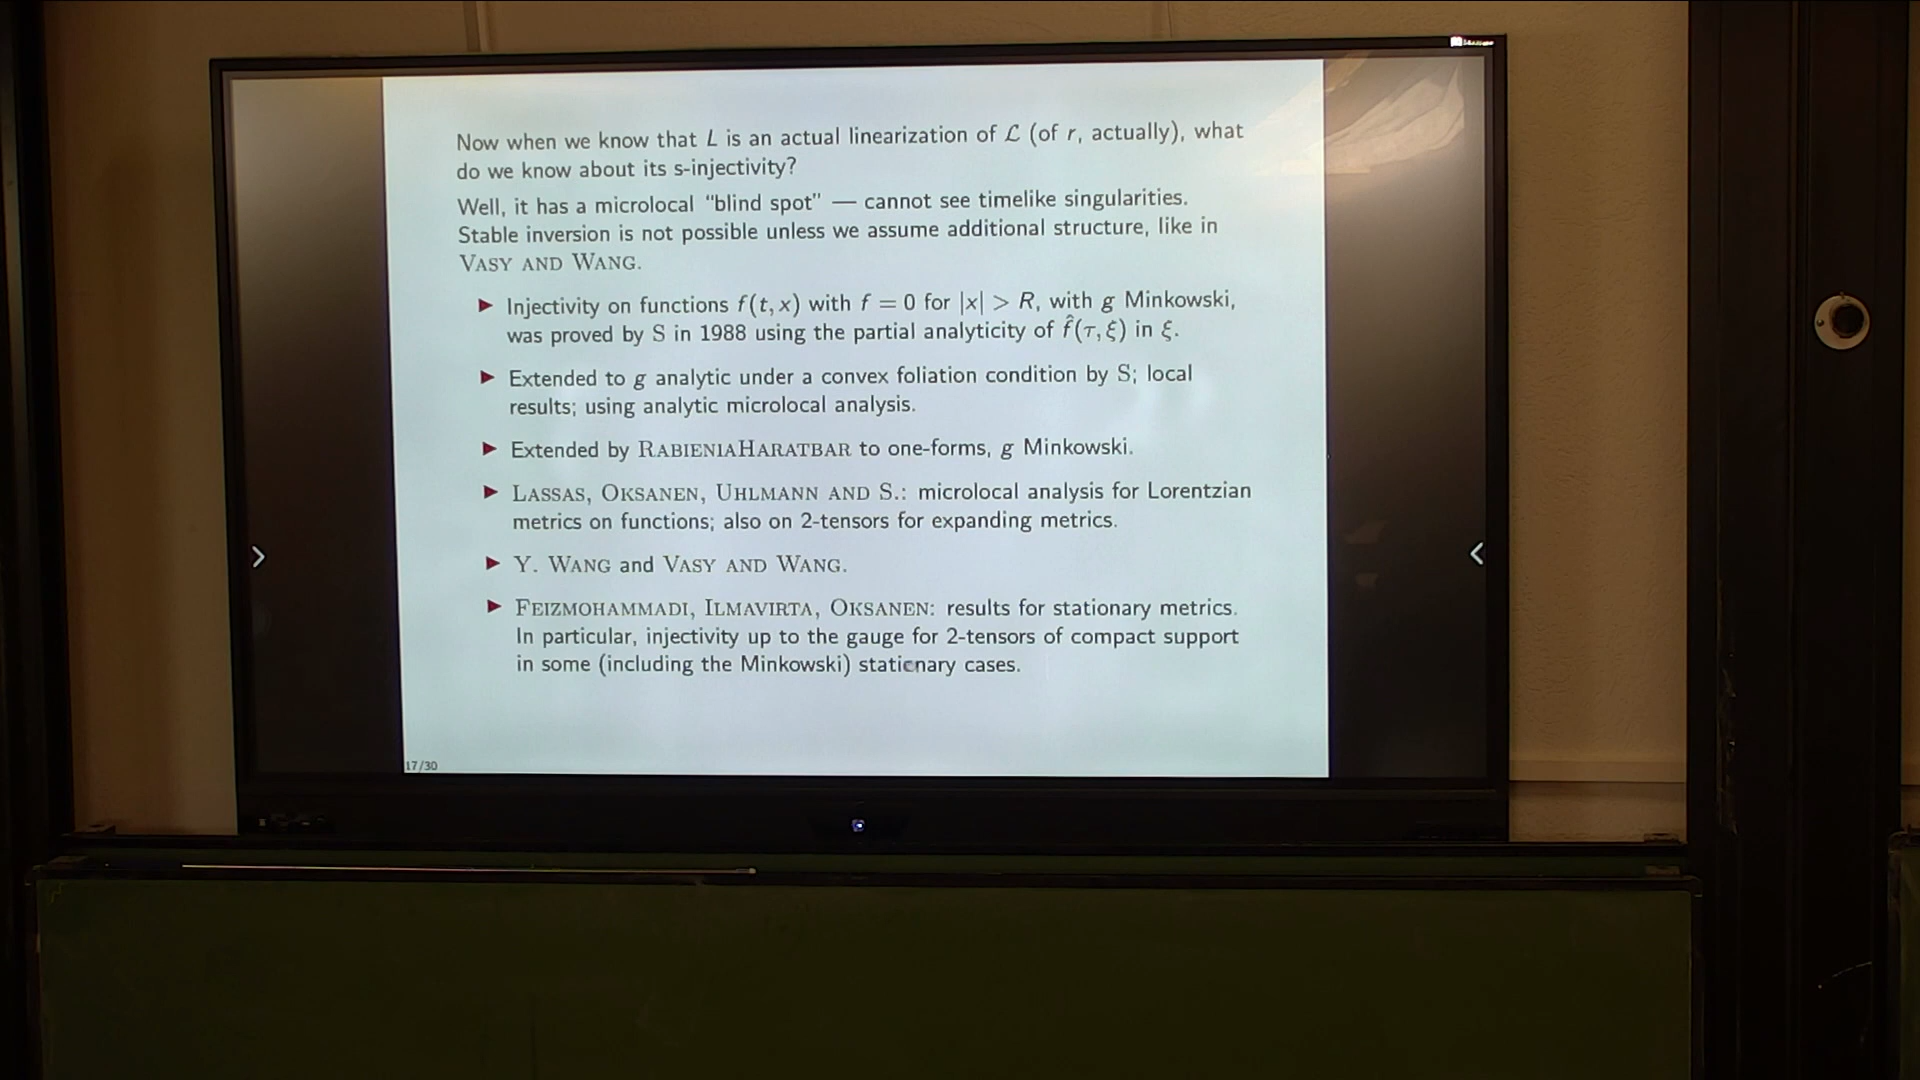 Now when we know that L is an actual linearization of ℒ (of r, actually), what
do we know about its s-injectivity?
Well, it has a microlocal "blind spot" — cannot see timelike singularities.
Stable inversion is not possible unless we assume additional structure, like in
VASY AND WANG.
▶ Injectivity on functions f(t, x) with f = 0 for |x| > R, with g Minkowski,
was proved by S in 1988 using the partial analyticity of f̂(τ, ξ) in ξ.
▶ Extended to g analytic under a convex foliation condition by S; local
results; using analytic microlocal analysis.
▶ Extended by RABIENIAHARATBAR to one-forms, g Minkowski.
▶ LASSAS, OKSANEN, UHLMANN AND S.: microlocal analysis for Lorentzian
metrics on functions; also on 2-tensors for expanding metrics.
▶ Y. WANG and VASY AND WANG.
▶ FEIZMOHAMMADI, ILMAVIRTA, OKSANEN: results for stationary metrics.
In particular, injectivity up to the gauge for 2-tensors of compact support
in some (including the Minkowski) stationary cases.
17/30